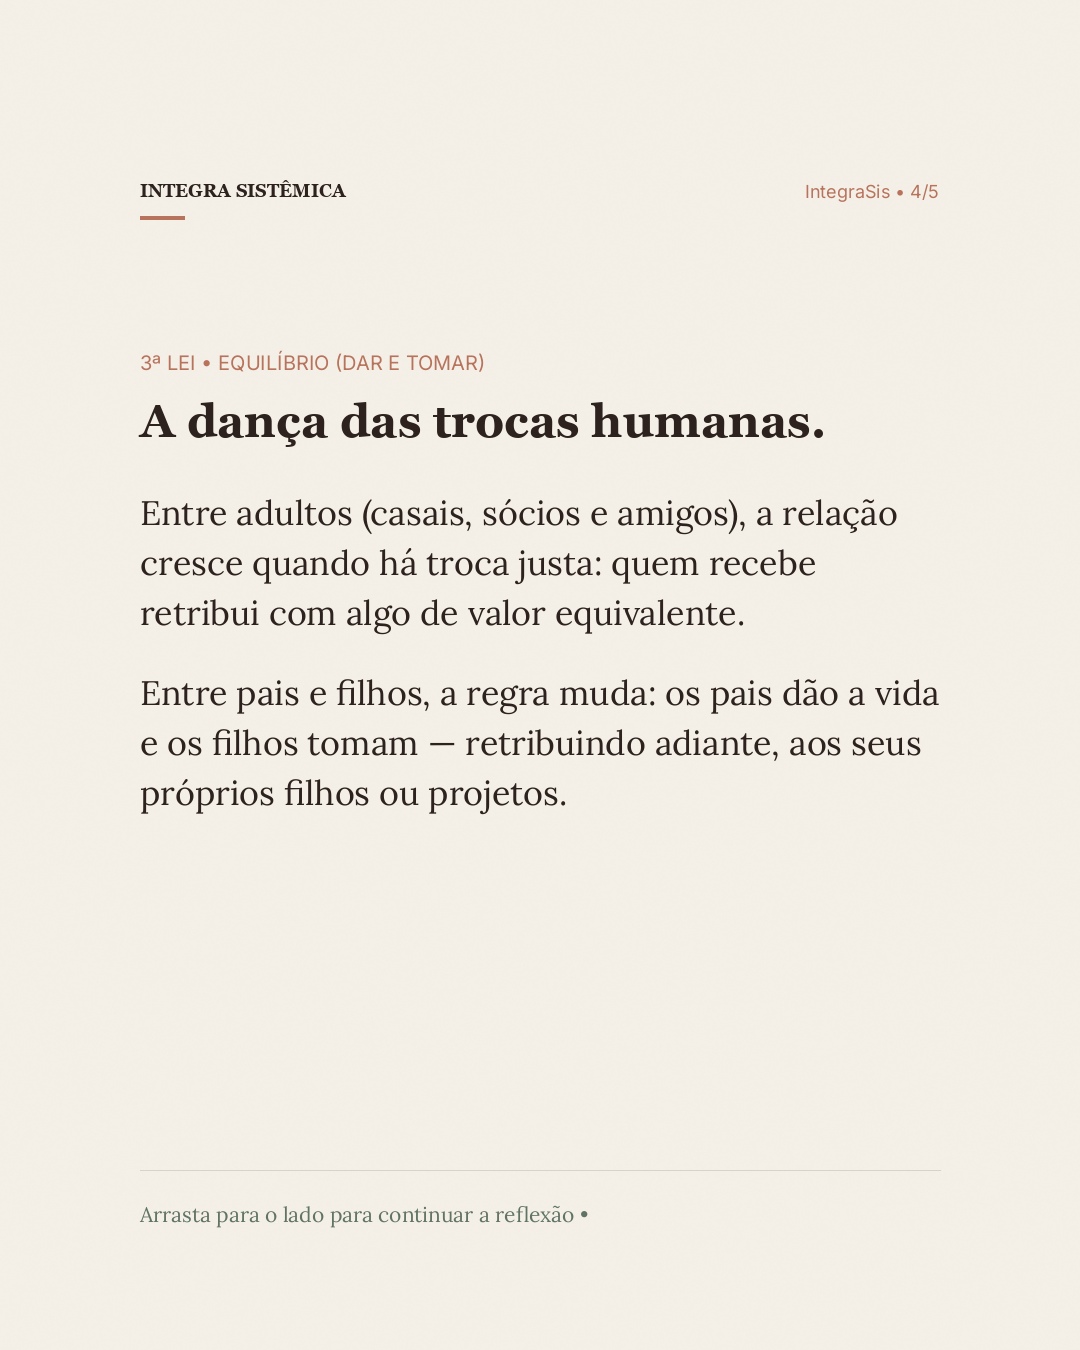 INTEGRA SISTÊMICA
IntegraSis • 4/5
3ª LEI • EQUILÍBRIO (DAR E TOMAR)
A dança das trocas humanas.
Entre adultos (casais, sócios e amigos), a relação
cresce quando há troca justa: quem recebe
retribui com algo de valor equivalente.
Entre pais e filhos, a regra muda: os pais dão a vida
e os filhos tomam — retribuindo adiante, aos seus
próprios filhos ou projetos.
Arrasta para o lado para continuar a reflexão •